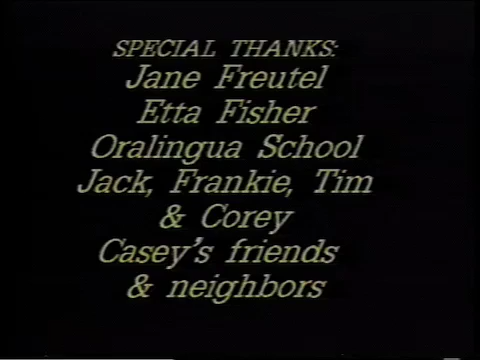 SPECIAL THANKS:
Jane Freutel
Etta Fisher
Oralingua School
Jack, Frankie, Tim
& Corey
Casey's friends
& neighbors